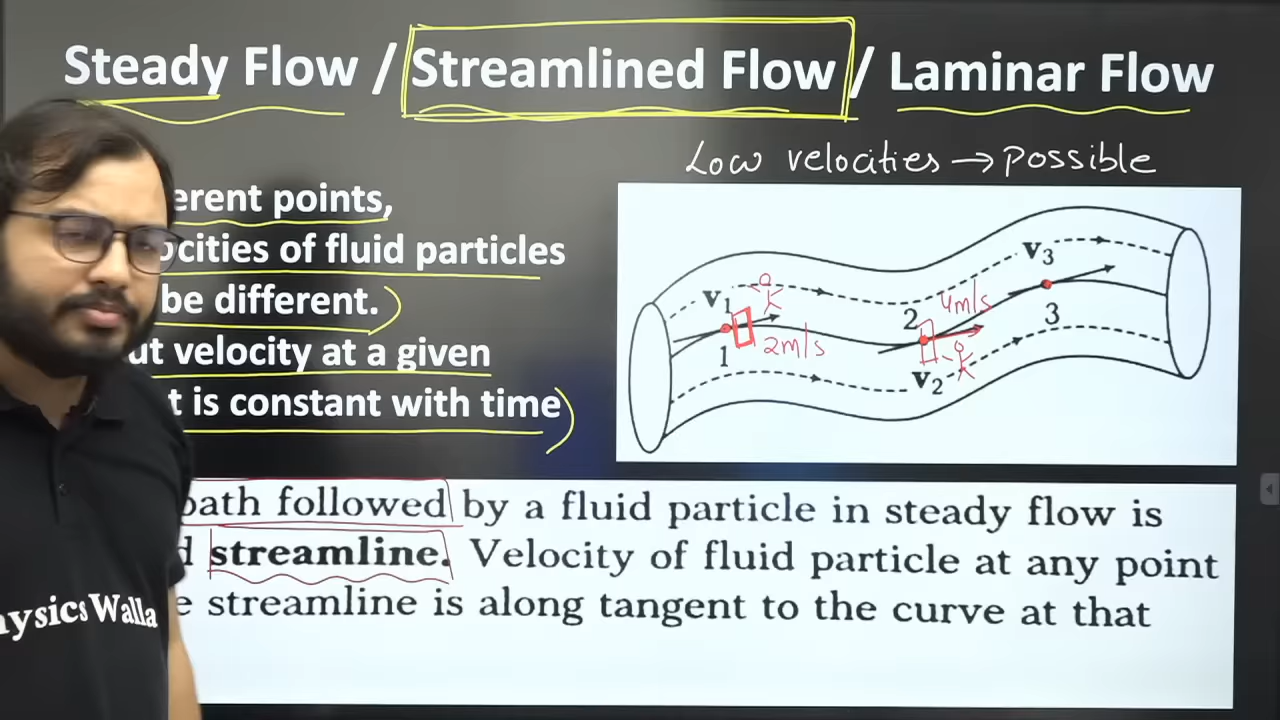 Steady Flow / Streamlined Flow / Laminar Flow
Low velocities → possible
erent points,
ocities of fluid particles
be different.
ut velocity at a given
t is constant with time
v1
1
2m/s
2
v2
4m/s
v3
3
path followed by a fluid particle in steady flow is
d streamline. Velocity of fluid particle at any point
e streamline is along tangent to the curve at that
hysics Walla